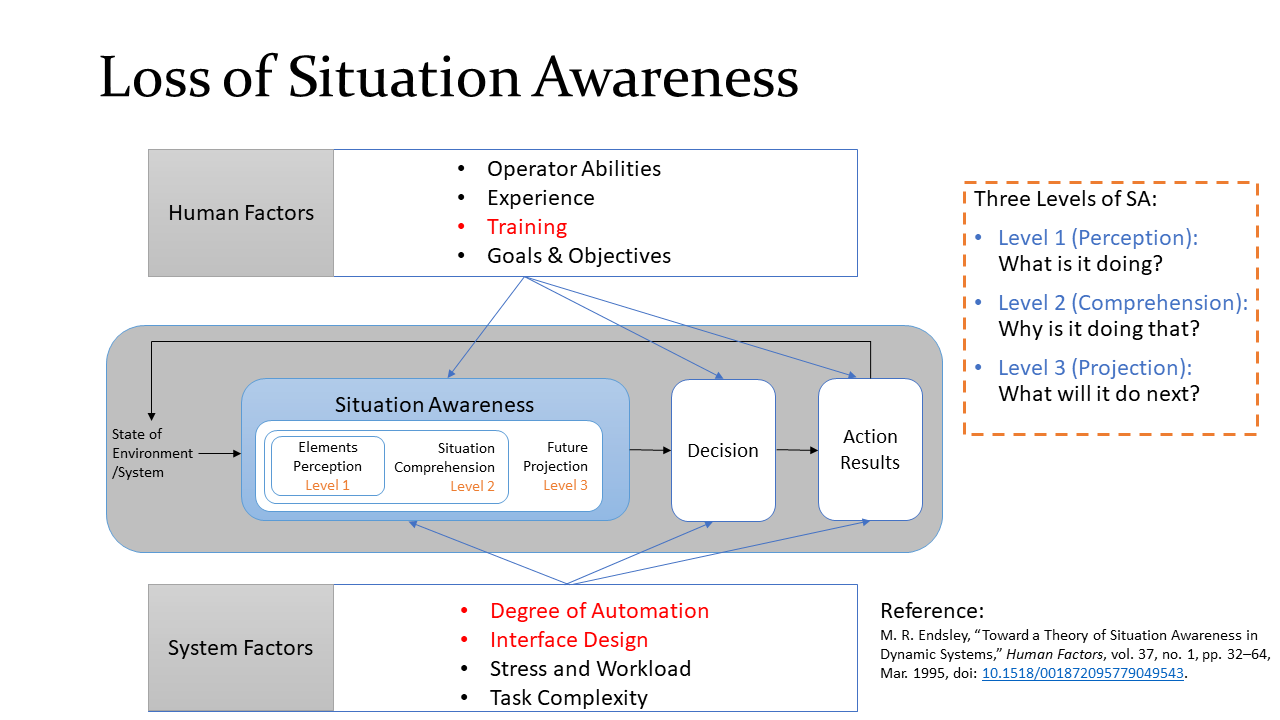 Loss of Situation Awareness
Human Factors
• Operator Abilities
• Experience
• Training
• Goals & Objectives
Three Levels of SA:
• Level 1 (Perception):
What is it doing?
• Level 2 (Comprehension):
Why is it doing that?
• Level 3 (Projection):
What will it do next?
State of
Environment
/System
Situation Awareness
Elements
Perception
Level 1
Situation
Comprehension
Level 2
Future
Projection
Level 3
Decision
Action
Results
System Factors
• Degree of Automation
• Interface Design
• Stress and Workload
• Task Complexity
Reference:
M. R. Endsley, “Toward a Theory of Situation Awareness in
Dynamic Systems,” Human Factors, vol. 37, no. 1, pp. 32–64,
Mar. 1995, doi: 10.1518/001872095779049543.